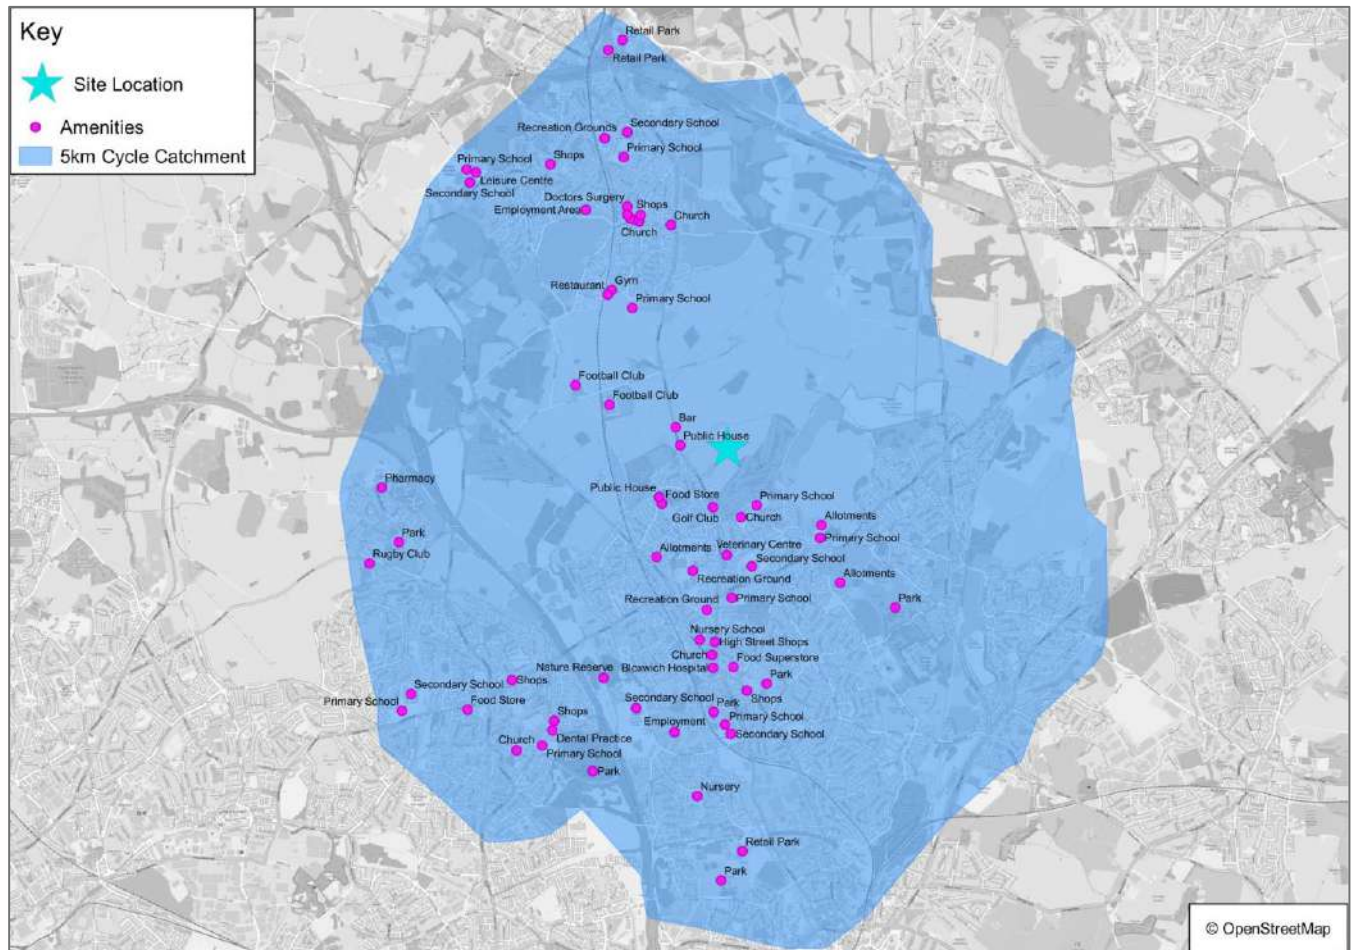 Key
Site Location
Amenities
5km Cycle Catchment
Retail Park
Retail Park
Secondary School
Recreation Grounds
Primary School
Shops
Primary School
Leisure Centre
Secondary School
Doctors Surgery
Shops
Employment Area
Church
Church
Gym
Restaurant
Primary School
Football Club
Football Club
Bar
Public House
Pharmacy
Public House
Food Store
Primary School
Golf Club
Church
Allotments
Primary School
Park
Rugby Club
Allotments
Veterinary Centre
Secondary School
Recreation Ground
Allotments
Primary School
Recreation Ground
Park
Nursery School
High Street Shops
Church
Bloxwich Hospital
Food Superstore
Nature Reserve
Shops
Park
Secondary School
Shops
Primary School
Food Store
Secondary School
Park
Shops
Employment
Primary School
Secondary School
Dental Practice
Church
Primary School
Park
Nursery
Retail Park
Park
© OpenStreetMap